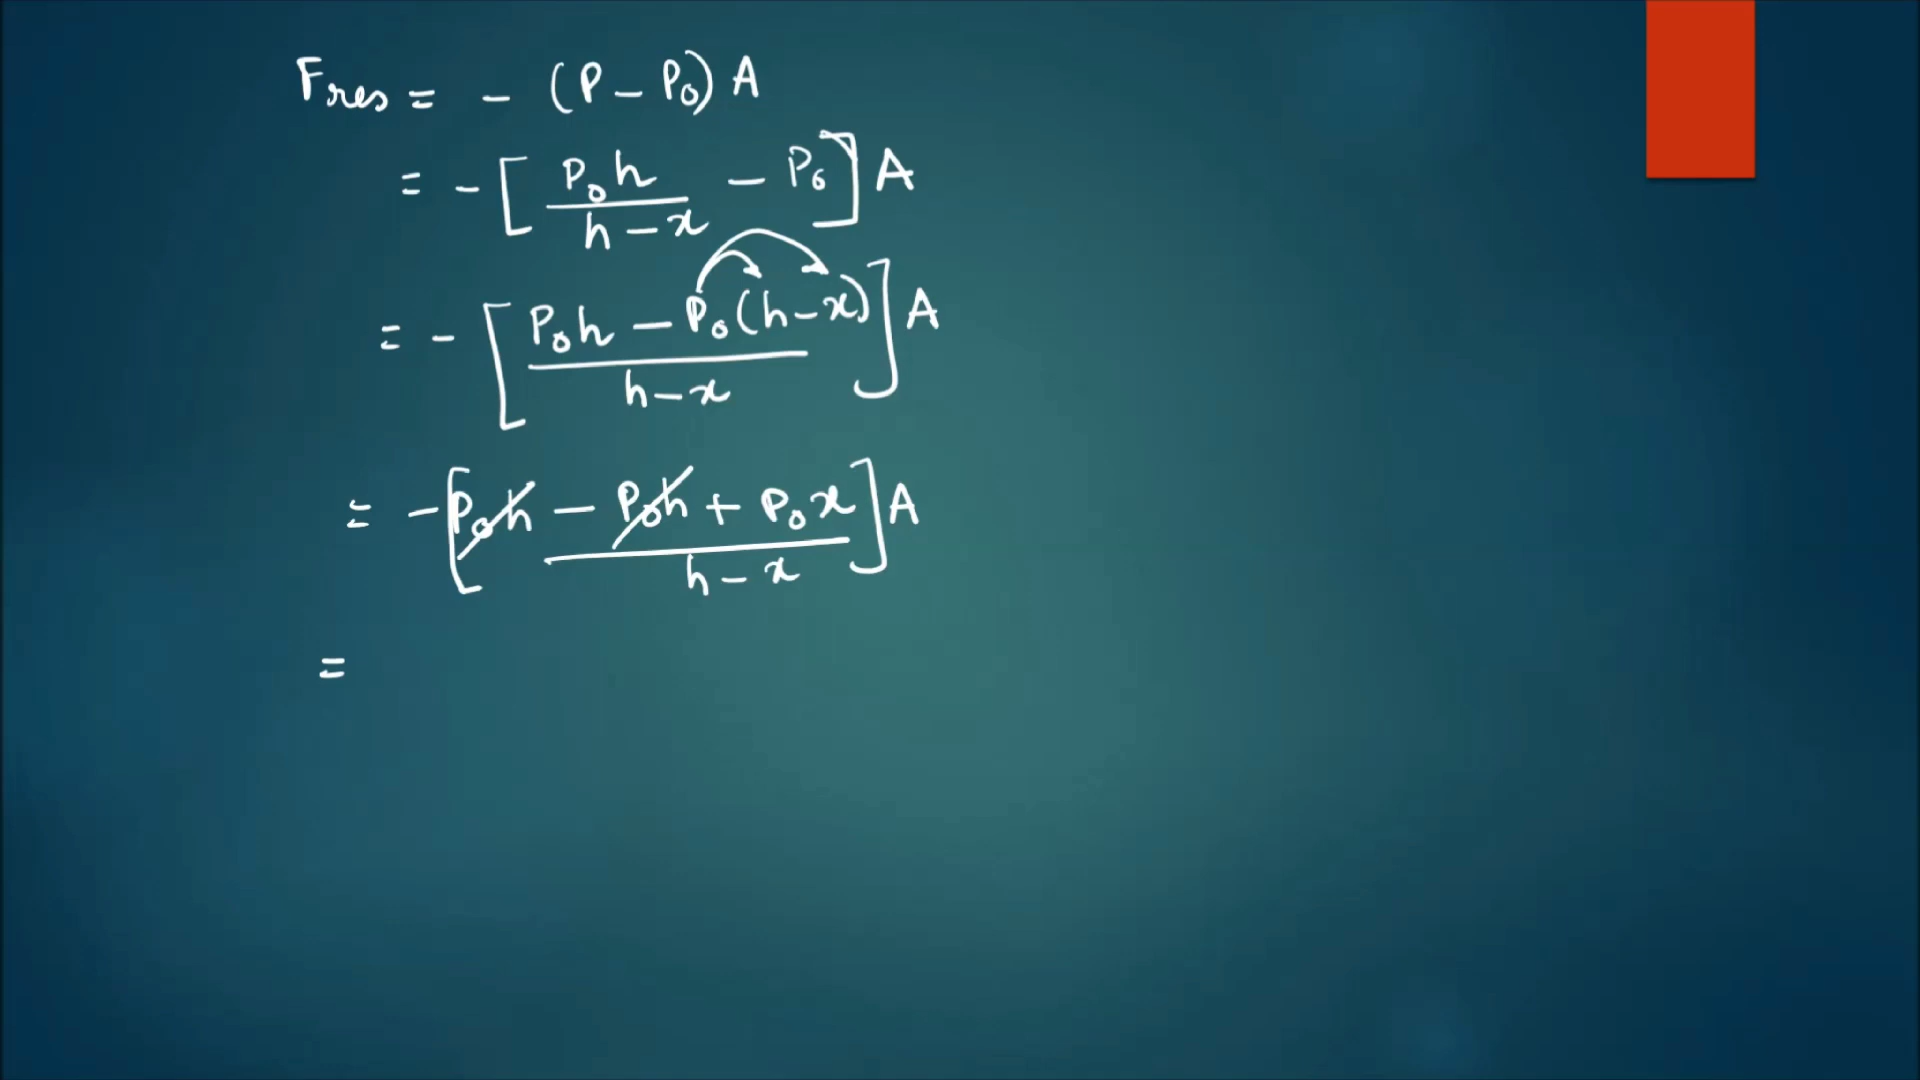 Fres = - (P - P₀) A
= - [ P₀h / h - x - P₀ ] A
= - [ P₀h - P₀(h - x) / h - x ] A
= - [ P₀h - P₀h + P₀x / h - x ] A
=